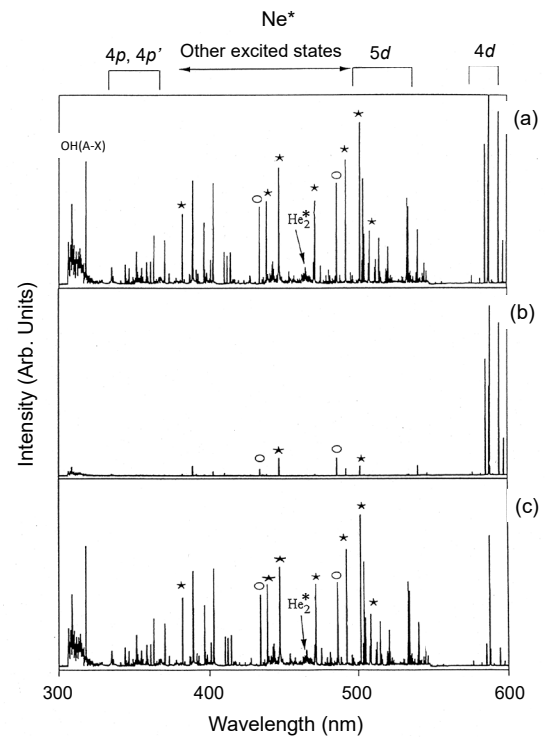 Ne*
4p, 4p’ Other excited states 5d 4d
(a)
OH(A-X)
He2*
(b)
(c)
He2*
Intensity (Arb. Units)
300 400 500 600
Wavelength (nm)